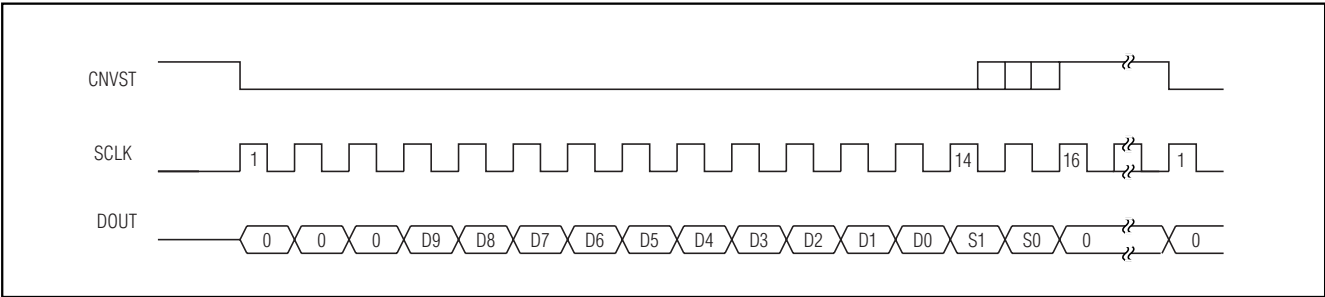 CNVST
SCLK 1 14 16 1
DOUT 0 0 0 D9 D8 D7 D6 D5 D4 D3 D2 D1 D0 S1 S0 0 0